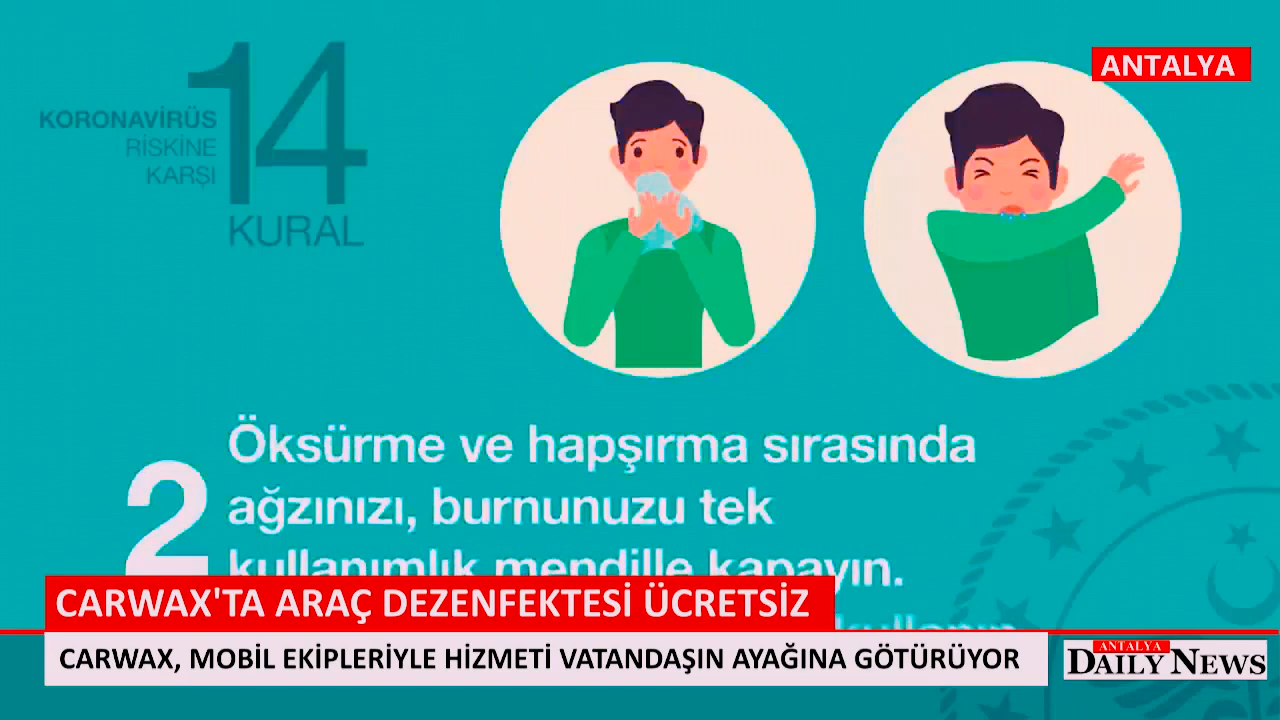 ANTALYA
KORONAVİRÜS
RİSKİNE
KARŞI
14
KURAL
2
Öksürme ve hapşırma sırasında
ağzınızı, burnunuzu tek
kullanımlık mendille kapayın.
CARWAX'TA ARAÇ DEZENFEKTESİ ÜCRETSİZ
CARWAX, MOBİL EKİPLERİYLE HİZMETİ VATANDAŞIN AYAĞINA GÖTÜRÜYOR
ANTALYA
DAILY NEWS